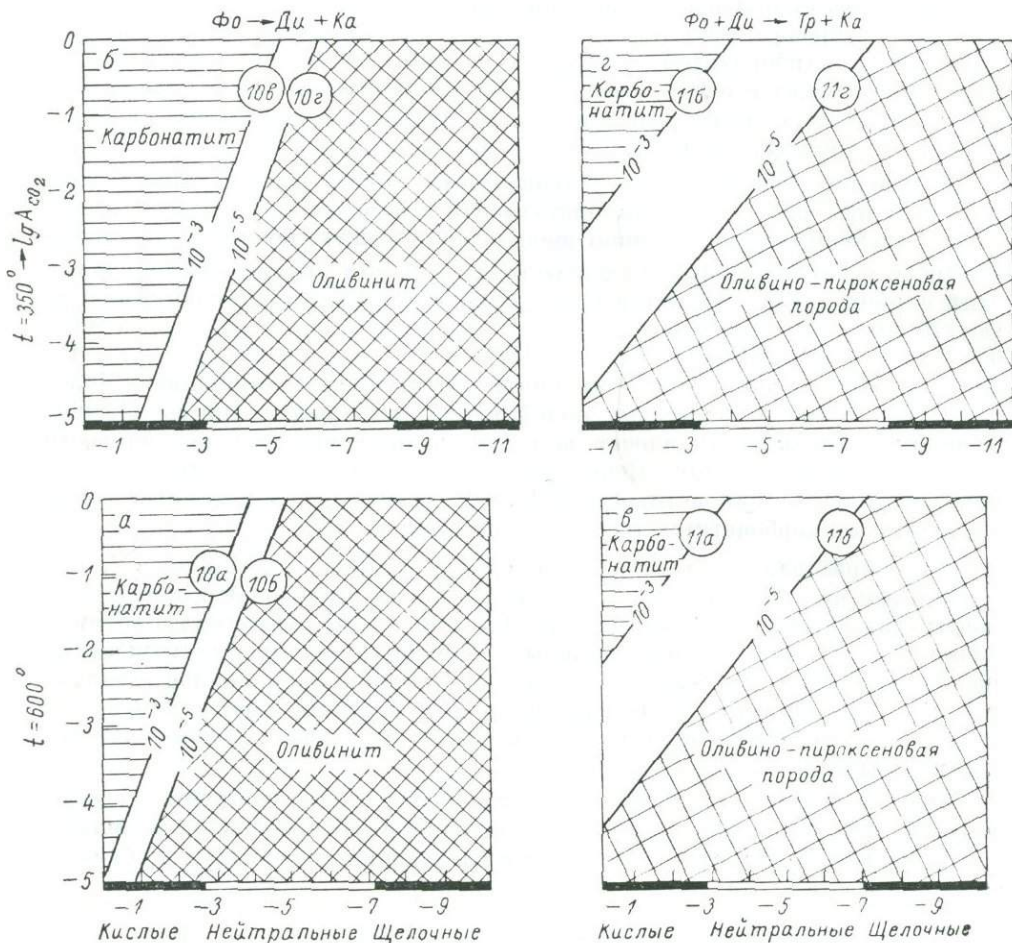 Фо → Ди + Ка
Фо + Ди → Тр + Ка
t = 350° → lg A CO2
0
-1
-2
-3
-4
-5
б
Карбонатит
10в
10г
10⁻³
10⁻⁵
Оливинит
-1 -3 -5 -7 -9 -11
г
Карбо-
натит
11б
11г
10⁻³
10⁻⁵
Оливино-пироксеновая
порода
-1 -3 -5 -7 -9 -11
t = 600°
0
-1
-2
-3
-4
-5
а
Карбо-
натит
10а
10б
10⁻³
10⁻⁵
Оливинит
-1 -3 -5 -7 -9
Кислые Нейтральные Щелочные
в
Карбо-
натит
11а
11б
10⁻³
10⁻⁵
Оливино-пироксеновая
порода
-1 -3 -5 -7 -9
Кислые Нейтральные Щелочные